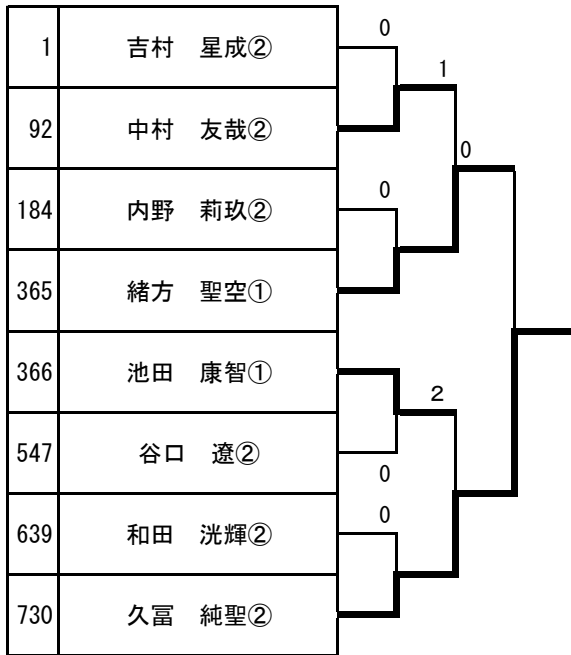 0
1 吉村 星成②
1
92 中村 友哉②
0
0
184 内野 莉玖②
365 緒方 聖空①
366 池田 康智①
2
547 谷口 遼②
0
0
639 和田 洸輝②
730 久冨 純聖②